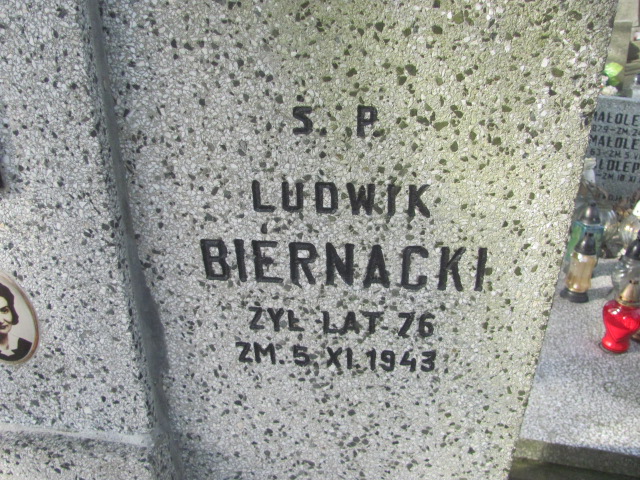 Ś. P.
LUDWIK
BIERNACKI
ŻYŁ LAT 76
ZM. 5.XI.1943